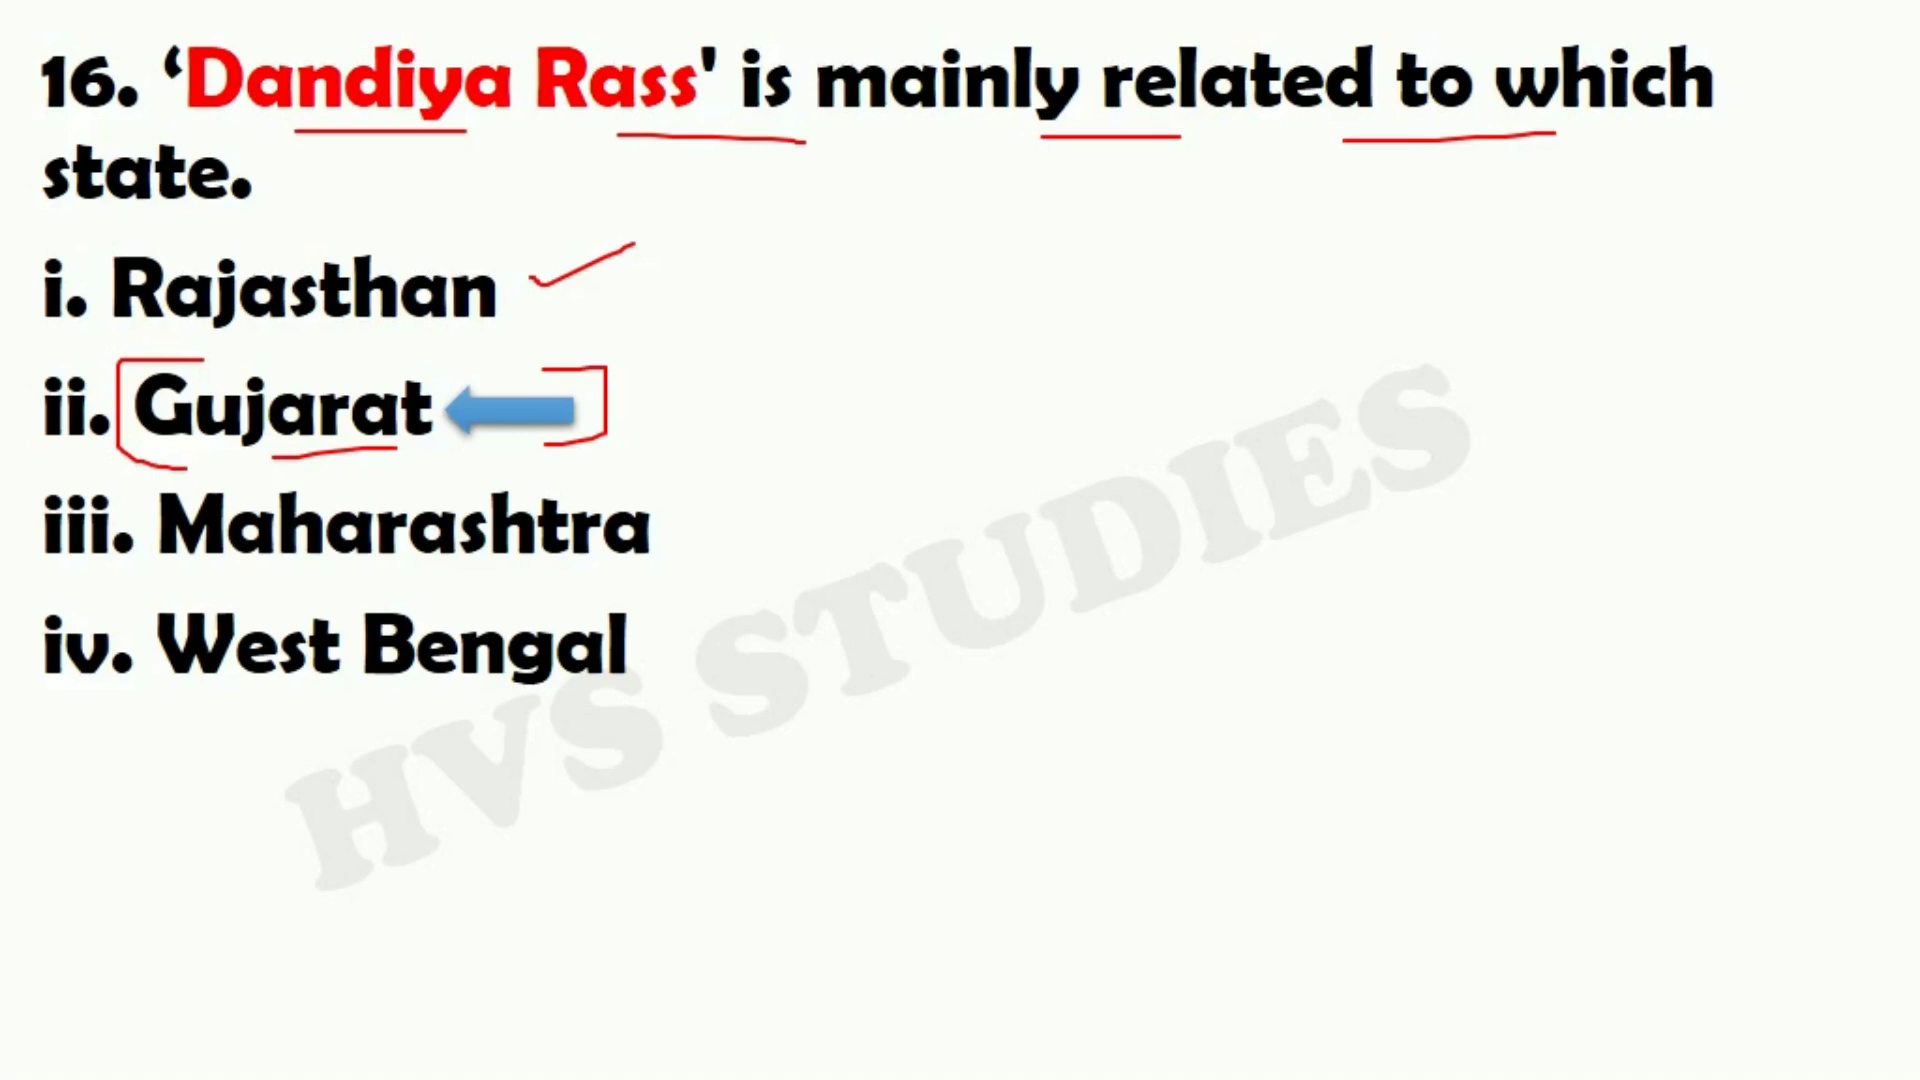 16. ‘Dandiya Rass' is mainly related to which
state.
i. Rajasthan
ii. Gujarat
iii. Maharashtra
iv. West Bengal
HVS STUDIES